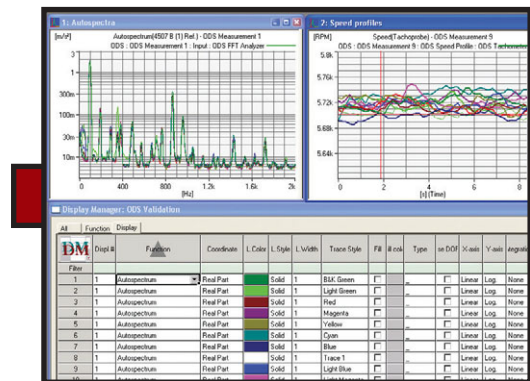 1: Autospectra
Autospectrum(4507 B (1) Ref.) - ODS Measurement 1
ODS : ODS Measurement 1 : Input : ODS FFT Analyzer
[m/s²]
3
1
300m
100m
30m
10m
0 400 800 1.2k 1.6k 2k
[Hz]
2: Speed profiles
[RPM] Speed(Tachoprobe) - ODS Measurement 9
ODS : ODS Measurement 9 : ODS Speed Profile : ODS Tachometer
5.8k
5.76k
5.72k
5.68k
5.64k
0 2 4 6 8
[s] (Time)
Display Manager: ODS Validation
All Function Display
DM Displ.# Function Coordinate L.Color L.Style L.Width Trace Style Fill Type X-axis Y-axis
Filter
1 1 Autospectrum Real Part Solid 1 B&K Green _ Linear Log. None
2 1 Autospectrum Real Part Solid 1 Light Green _ Linear Log. None
3 1 Autospectrum Real Part Solid 1 Red _ Linear Log. None
4 1 Autospectrum Real Part Solid 1 Magenta _ Linear Log. None
5 1 Autospectrum Real Part Solid 1 Yellow _ Linear Log. None
6 1 Autospectrum Real Part Solid 1 Cyan _ Linear Log. None
7 1 Autospectrum Real Part Solid 1 Blue _ Linear Log. None
8 1 Autospectrum Real Part Solid 1 Trace 1 _ Linear Log. None
9 1 Autospectrum Real Part Solid 1 Light Blue _ Linear Log. None